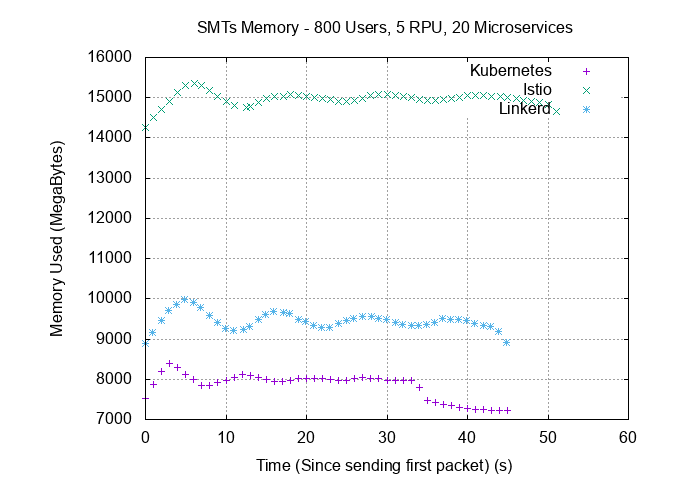 SMTs Memory - 800 Users, 5 RPU, 20 Microservices
16000
15000
14000
13000
12000
11000
10000
9000
8000
7000
Memory Used (MegaBytes)
Kubernetes
Istio
Linkerd
0 10 20 30 40 50 60
Time (Since sending first packet) (s)